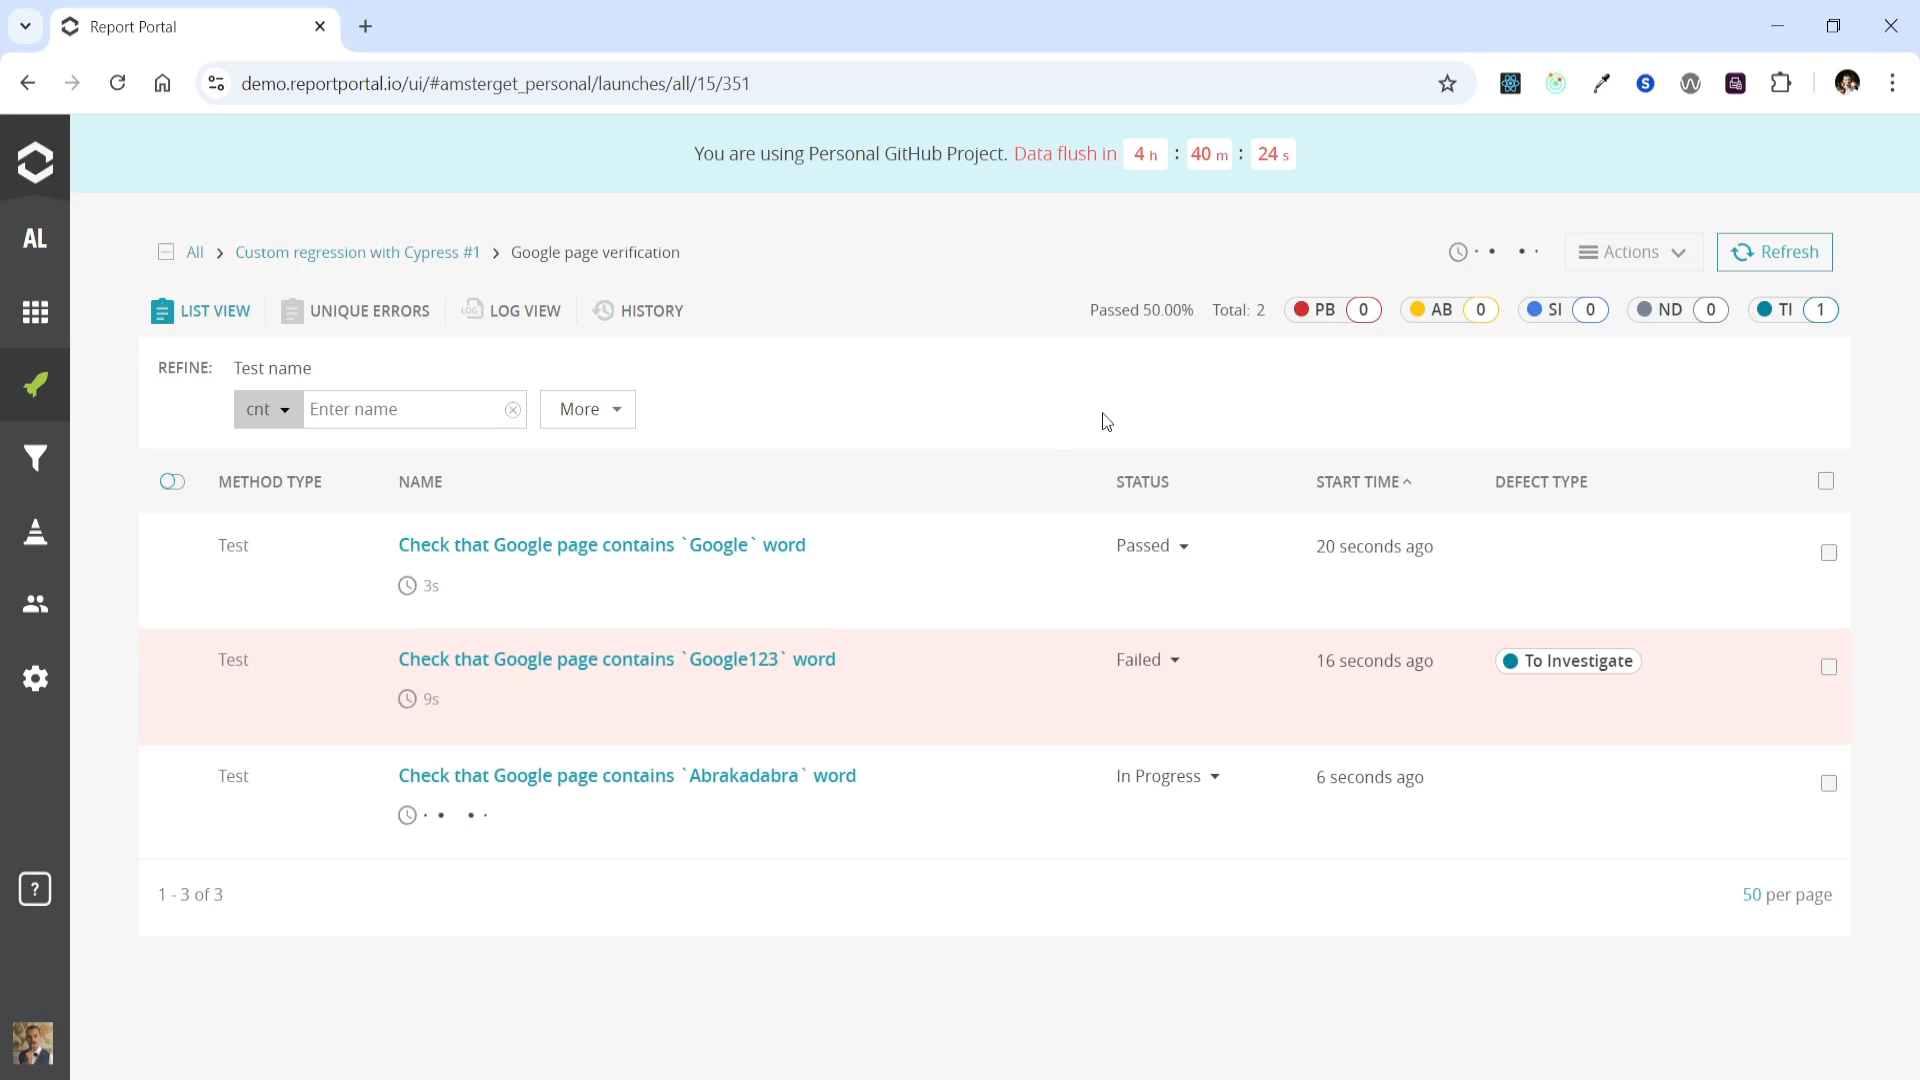 Report Portal
demo.reportportal.io/ui/#amsterget_personal/launches/all/15/351
S
You are using Personal GitHub Project. Data flush in 4 h : 40 m : 24 s
AL
All > Custom regression with Cypress #1 > Google page verification
Actions
Refresh
LIST VIEW
UNIQUE ERRORS
LOG
LOG VIEW
HISTORY
Passed 50.00% Total: 2 PB 0 AB 0 SI 0 ND 0 TI 1
REFINE: Test name
cnt Enter name More
METHOD TYPE NAME STATUS START TIME DEFECT TYPE
Test Check that Google page contains `Google` word Passed 20 seconds ago
3s
Test Check that Google page contains `Google123` word Failed 16 seconds ago To Investigate
9s
Test Check that Google page contains `Abrakadabra` word In Progress 6 seconds ago
?
1 - 3 of 3 50 per page